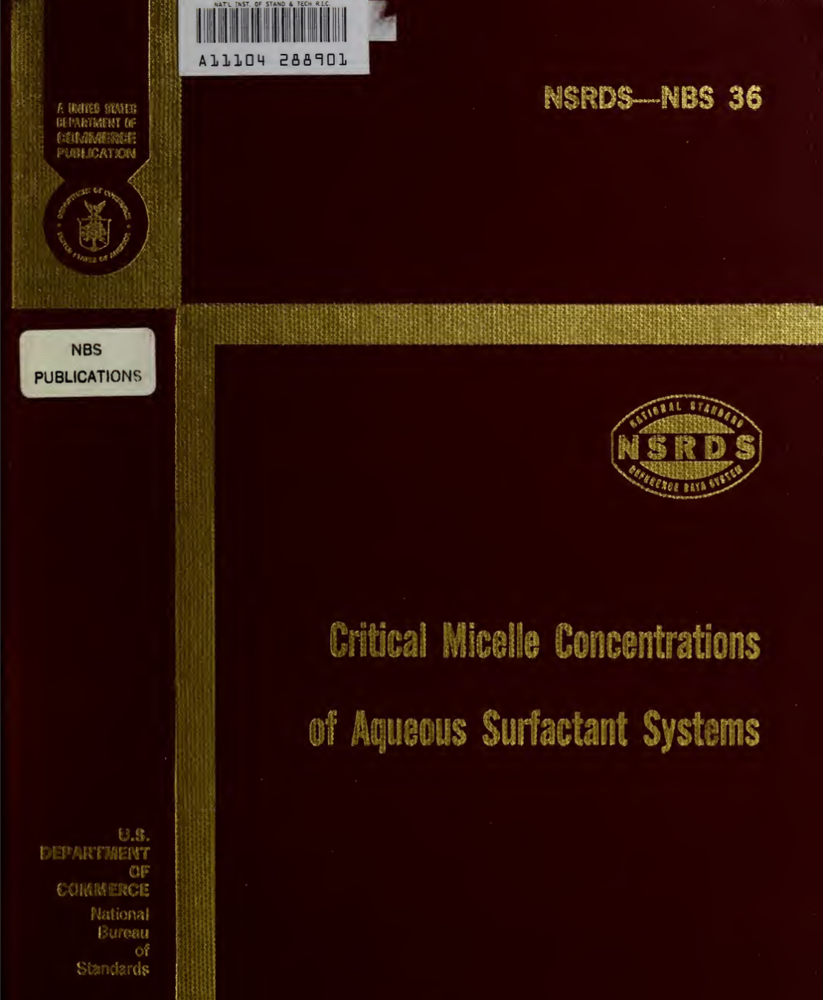 NAT'L INST. OF STAND & TECH R.I.C.
A11104 288901
NSRDS—NBS 36
A UNITED STATES
DEPARTMENT OF
COMMERCE
PUBLICATION
DEPARTMENT OF COMMERCE
UNITED STATES OF AMERICA
NBS
PUBLICATIONS
NATIONAL STANDARD
NSRDS
REFERENCE DATA SYSTEM
Critical Micelle Concentrations
of Aqueous Surfactant Systems
U.S.
DEPARTMENT
OF
COMMERCE
National
Bureau
of
Standards